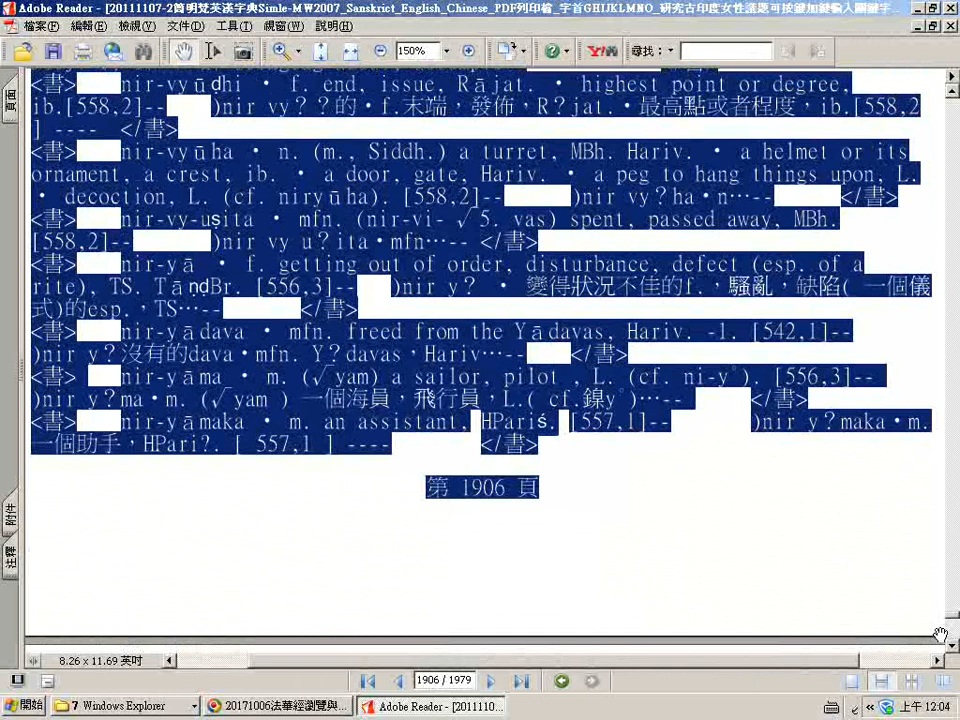 Adobe Reader - [20111107-2簡明梵英漢字典Simle-MW2007_Sanskrict_English_Chinese_PDF列印檔_字首GHIJKLMNO_研究古印度女性議題可按鍵加鍵輸入關鍵字...
檔案(F) 編輯(E) 檢視(V) 文件(D) 工具(T) 視窗(W) 說明(H)
150% Y! 尋找:
<書> nir-vyūḍhi • f. end, issue, Rājat. • highest point or degree,
ib.[558,2]-- )nir vy??的・f.末端，發佈，R?jat.・最高點或者程度，ib.[558,2
] ---- </書>
<書> nir-vyūha • n. (m., Siddh.) a turret, MBh. Hariv. • a helmet or its
ornament, a crest, ib. • a door, gate, Hariv. • a peg to hang things upon, L.
• decoction, L. (cf. niryūha). [558,2]-- )nir vy?ha・n…-- </書>
<書> nir-vy-uṣita • mfn. (nir-vi- √5. vas) spent, passed away, MBh.
[558,2]-- )nir vy u?ita・mfn…-- </書>
<書> nir-yā • f. getting out of order, disturbance, defect (esp. of a
rite), TS. TāṇḍBr. [556,3]-- )nir y? ・ 變得狀況不佳的f.，騷亂，缺陷( 一個儀
式)的esp.，TS…-- </書>
<書> nir-yādava • mfn. freed from the Yādavas, Hariv. -1. [542,1]--
)nir y?沒有的dava・mfn. Y?davas，Hariv…-- </書>
<書> nir-yāma • m. (√yam) a sailor, pilot , L. (cf. ni-y°). [556,3]--
)nir y?ma・m. (√yam ) 一個海員，飛行員，L.( cf.鎳y°)…-- </書>
<書> nir-yāmaka • m. an assistant, HPariś. [557,1]-- )nir y?maka・m.
一個助手，HPari?. [ 557,1 ] ---- </書>
第 1906 頁
頁面
附件
註釋
8.26 x 11.69 英吋
1906 / 1979
開始 7 Windows Explorer 20171006法華經瀏覽與... Adobe Reader - [2011110... 上午 12:04